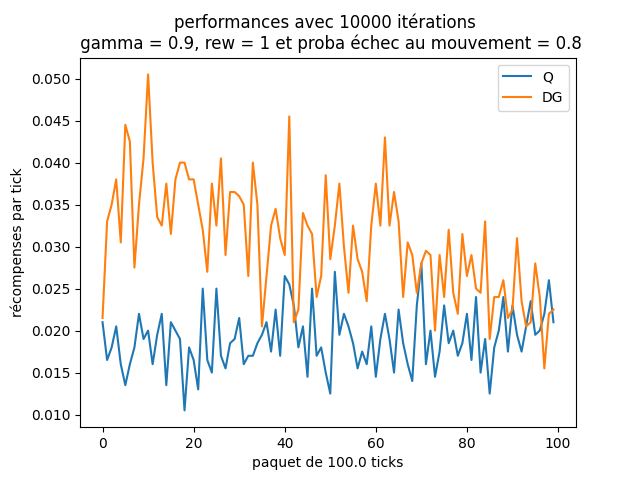 performances avec 10000 itérations
gamma = 0.9, rew = 1 et proba échec au mouvement = 0.8
Q
DG
récompenses par tick
0.050
0.045
0.040
0.035
0.030
0.025
0.020
0.015
0.010
0
20
40
60
80
100
paquet de 100.0 ticks